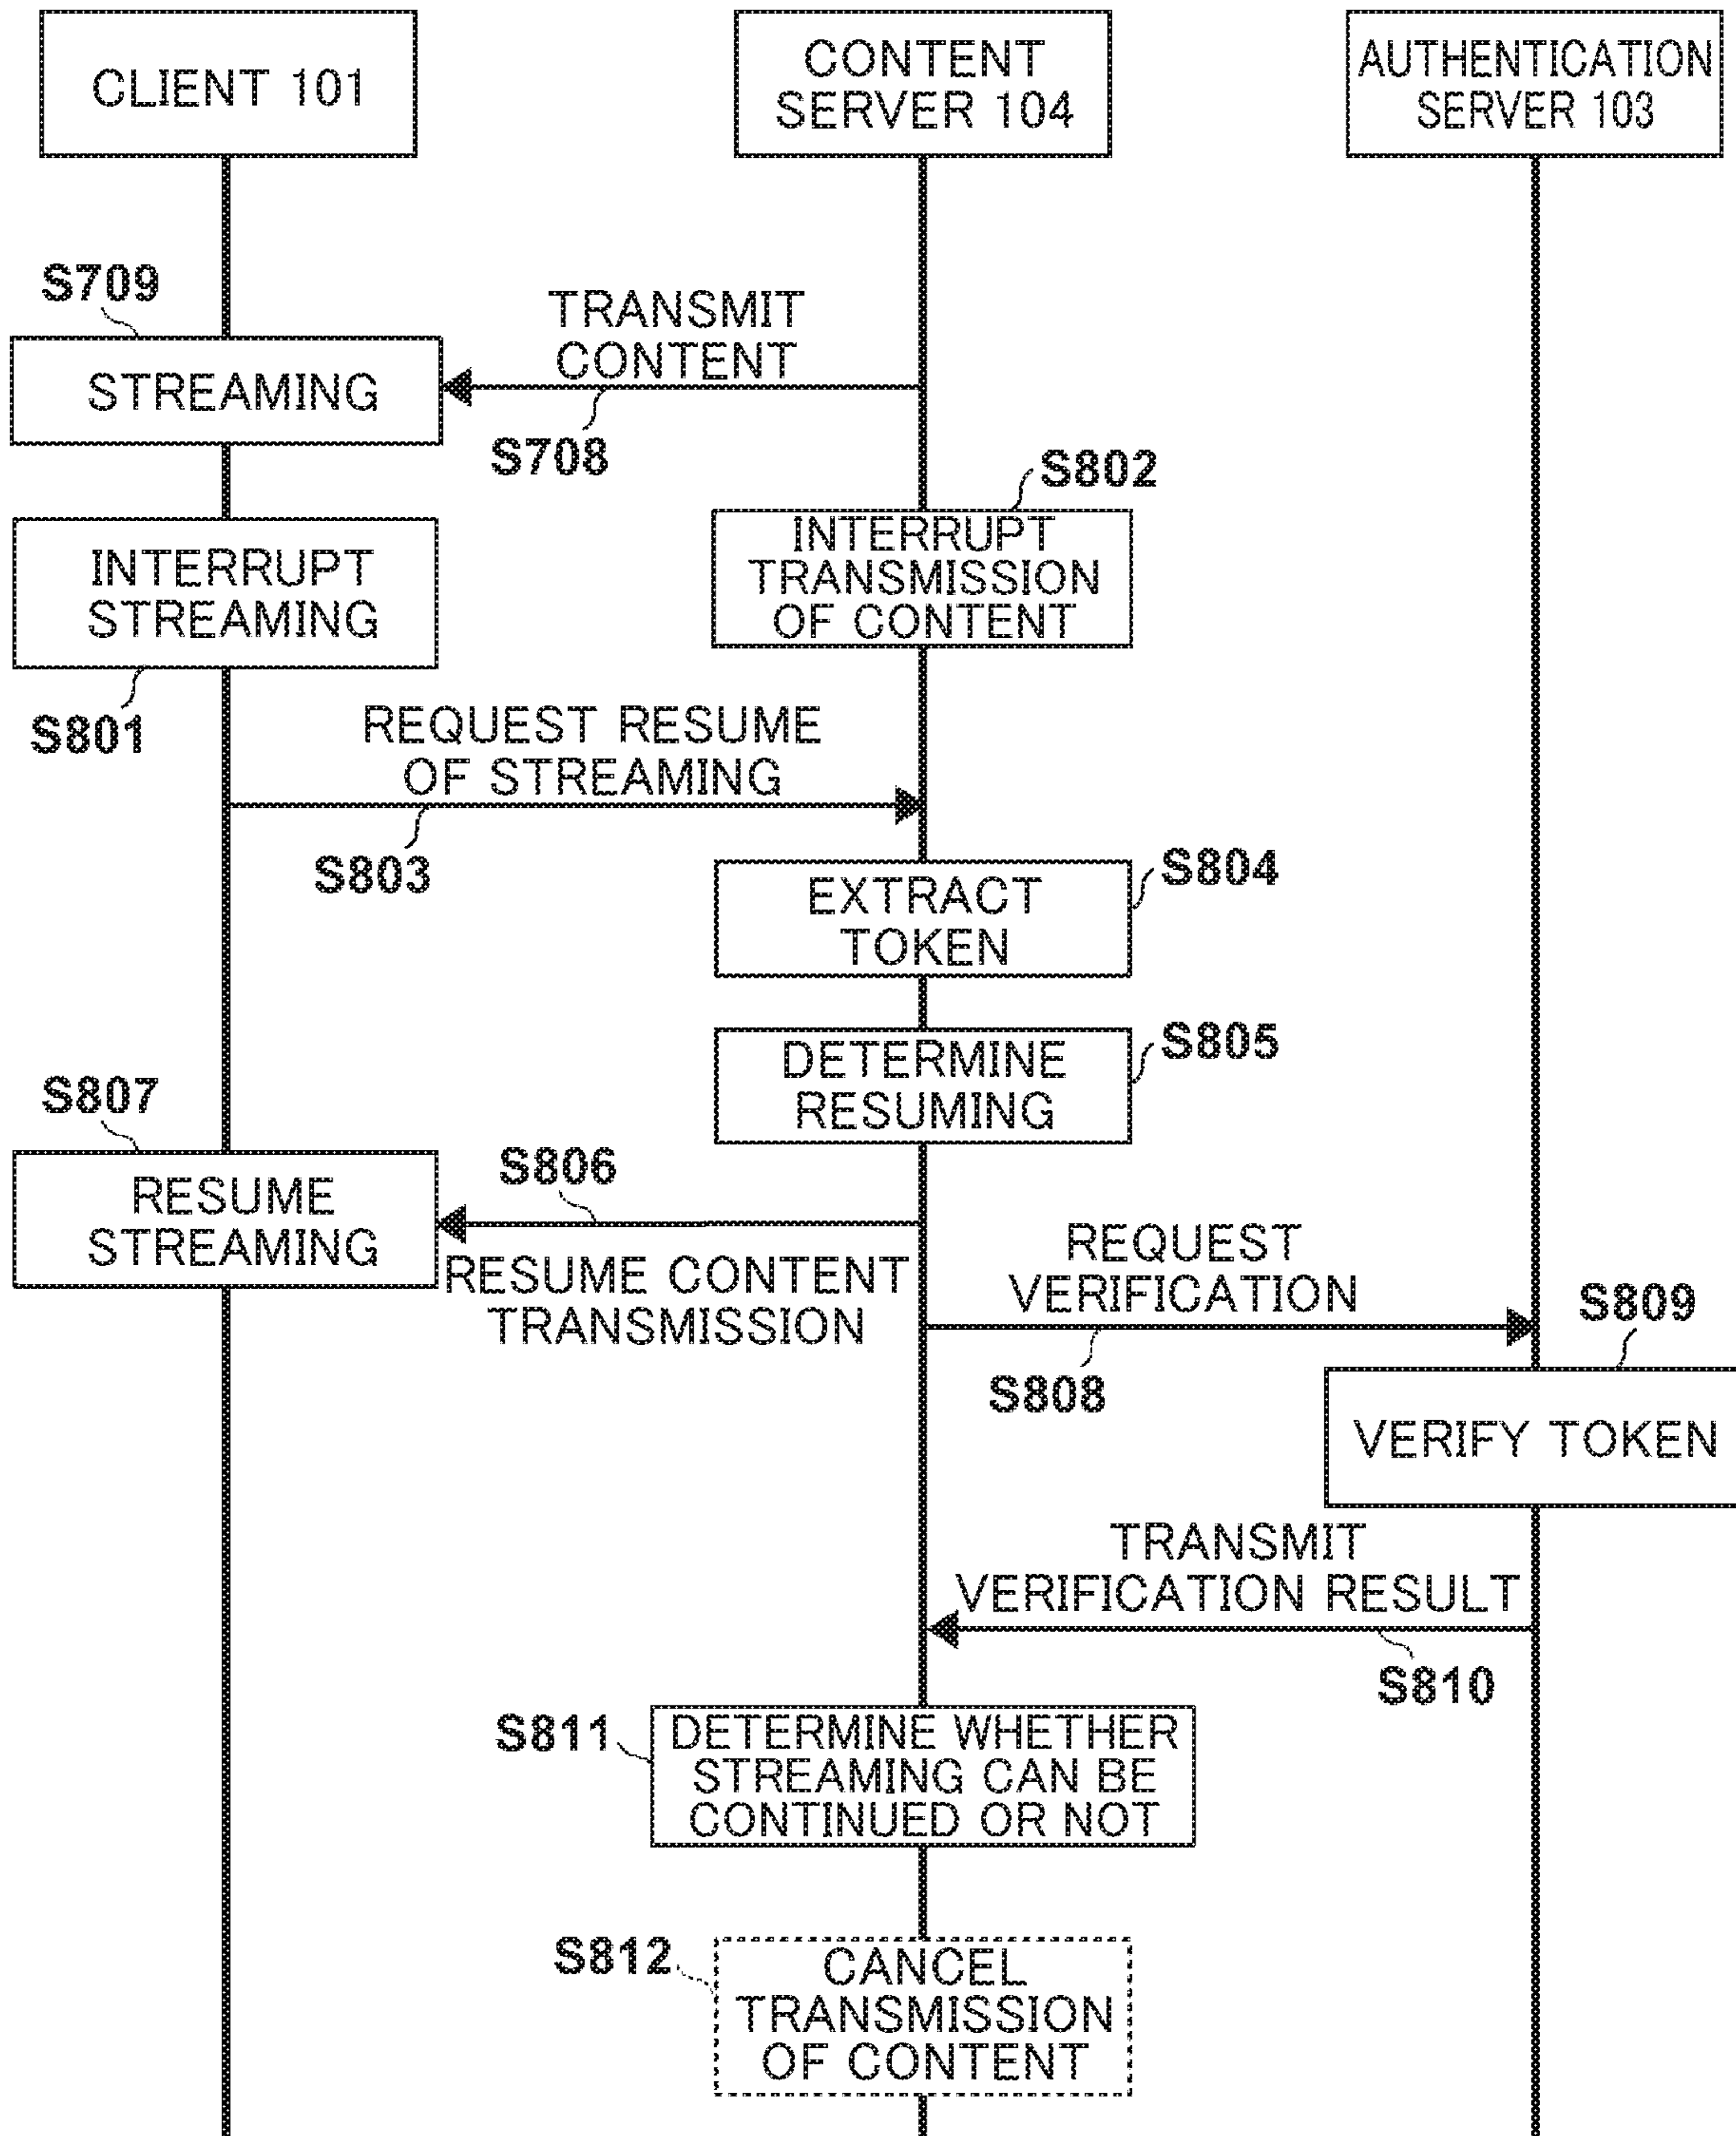 CLIENT 101
CONTENT
SERVER 104
AUTHENTICATION
SERVER 103
S709
TRANSMIT
CONTENT
STREAMING
S708
S802
INTERRUPT
STREAMING
INTERRUPT
TRANSMISSION
OF CONTENT
S801
REQUEST RESUME
OF STREAMING
S803
S804
EXTRACT
TOKEN
S805
DETERMINE
RESUMING
S807
S806
RESUME
STREAMING
RESUME CONTENT
TRANSMISSION
REQUEST
VERIFICATION
S808
S809
VERIFY TOKEN
TRANSMIT
VERIFICATION RESULT
S810
S811
DETERMINE WHETHER
STREAMING CAN BE
CONTINUED OR NOT
S812
CANCEL
TRANSMISSION
OF CONTENT